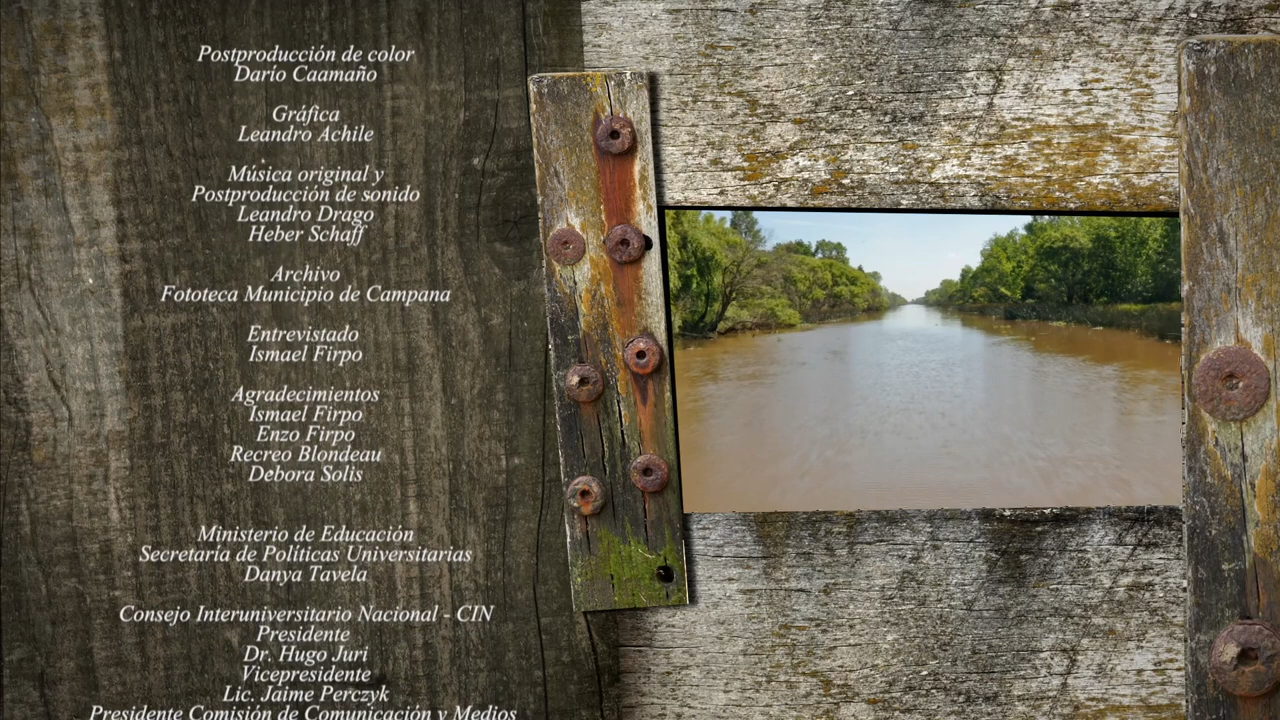 Postproducción de color
Darío Caamaño
Gráfica
Leandro Achile
Música original y
Postproducción de sonido
Leandro Drago
Heber Schaff
Archivo
Fototeca Municipio de Campana
Entrevistado
Ismael Firpo
Agradecimientos
Ismael Firpo
Enzo Firpo
Recreo Blondeau
Debora Solis
Ministerio de Educación
Secretaría de Políticas Universitarias
Danya Tavela
Consejo Interuniversitario Nacional - CIN
Presidente
Dr. Hugo Juri
Vicepresidente
Lic. Jaime Perczyk
Presidente Comisión de Comunicación y Medios